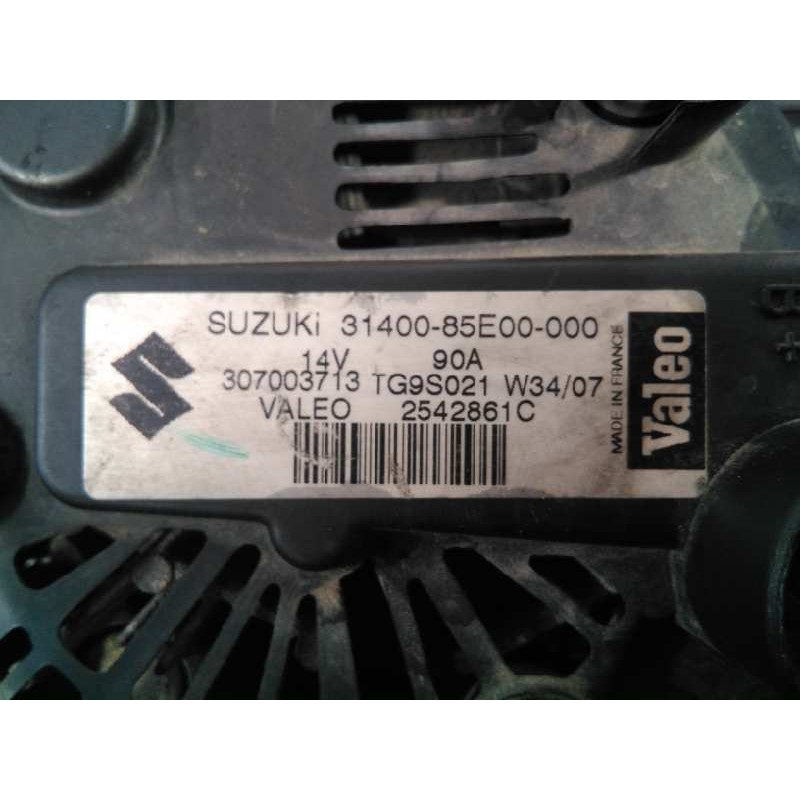 SUZUKi 31400-85E00-000
14V 90A
307003713 TG9S021 W34/07
VALEO 2542861C
MADE IN FRANCE
Valeo
B+